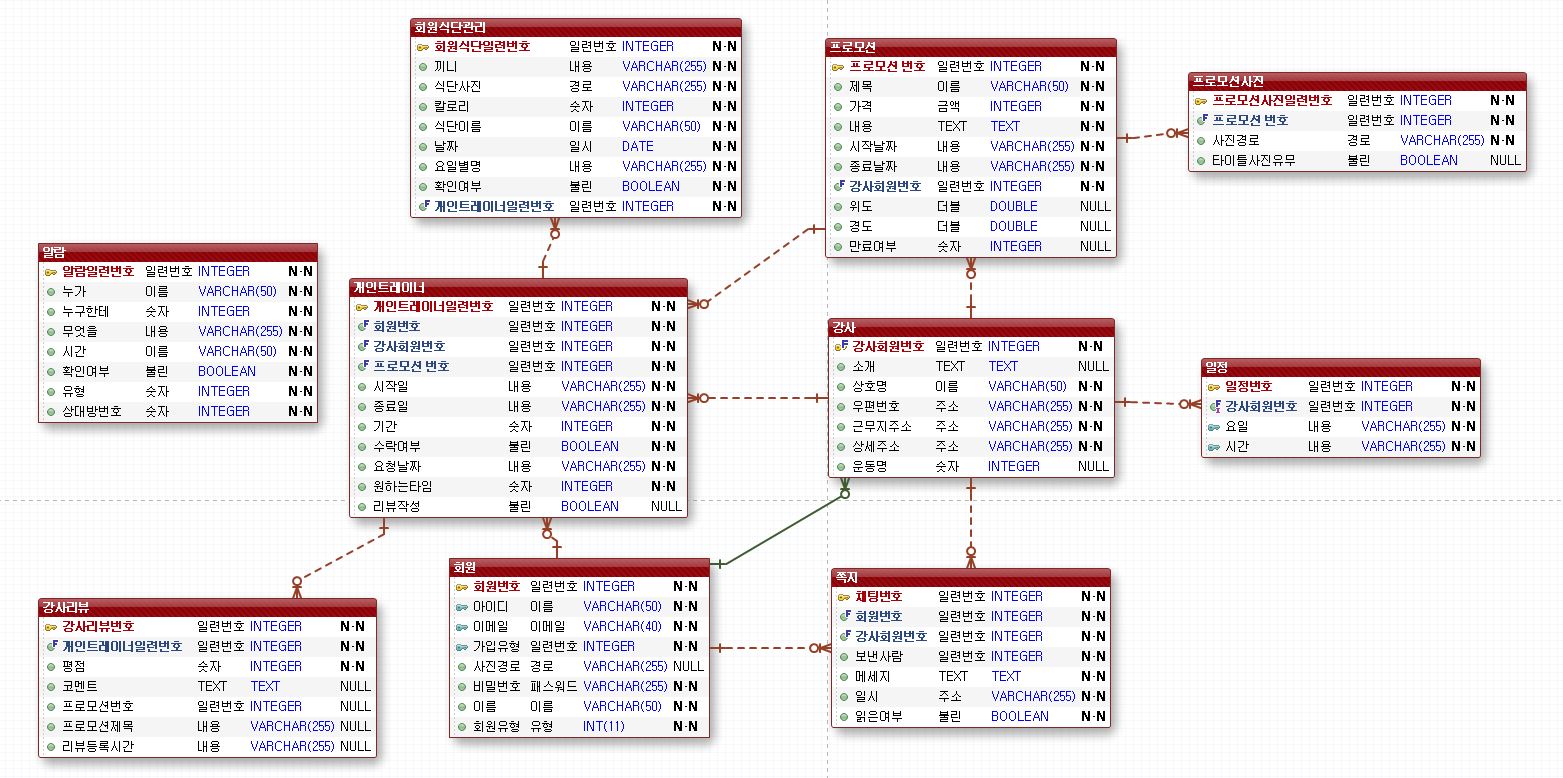 회원식단관리
회원식단일련번호 일련번호 INTEGER N-N
끼니 내용 VARCHAR(255) N-N
식단사진 경로 VARCHAR(255) N-N
칼로리 숫자 INTEGER N-N
식단이름 이름 VARCHAR(50) N-N
날짜 일시 DATE N-N
요일별명 내용 VARCHAR(255) N-N
확인여부 불린 BOOLEAN N-N
개인트레이너일련번호 일련번호 INTEGER N-N
프로모션
프로모션 번호 일련번호 INTEGER N-N
제목 이름 VARCHAR(50) N-N
가격 금액 INTEGER N-N
내용 TEXT TEXT N-N
시작날짜 내용 VARCHAR(255) N-N
종료날짜 내용 VARCHAR(255) N-N
강사회원번호 일련번호 INTEGER N-N
위도 더블 DOUBLE NULL
경도 더블 DOUBLE NULL
만료여부 숫자 INTEGER NULL
프로모션사진
프로모션사진일련번호 일련번호 INTEGER N-N
프로모션 번호 일련번호 INTEGER N-N
사진경로 경로 VARCHAR(255) N-N
타이틀사진유무 불린 BOOLEAN NULL
알람
알람일련번호 일련번호 INTEGER N-N
누가 이름 VARCHAR(50) N-N
누구한테 숫자 INTEGER N-N
무엇을 내용 VARCHAR(255) N-N
시간 이름 VARCHAR(50) N-N
확인여부 불린 BOOLEAN N-N
유형 숫자 INTEGER N-N
상대방번호 숫자 INTEGER N-N
개인트레이너
개인트레이너일련번호 일련번호 INTEGER N-N
회원번호 일련번호 INTEGER N-N
강사회원번호 일련번호 INTEGER N-N
프로모션 번호 일련번호 INTEGER N-N
시작일 내용 VARCHAR(255) N-N
종료일 내용 VARCHAR(255) N-N
기간 숫자 INTEGER N-N
수락여부 불린 BOOLEAN N-N
요청날짜 내용 VARCHAR(255) N-N
원하는타임 숫자 INTEGER N-N
리뷰작성 불린 BOOLEAN NULL
강사
강사회원번호 일련번호 INTEGER N-N
소개 TEXT TEXT NULL
상호명 이름 VARCHAR(50) N-N
우편번호 주소 VARCHAR(255) N-N
근무지주소 주소 VARCHAR(255) N-N
상세주소 주소 VARCHAR(255) N-N
운동명 숫자 INTEGER NULL
일정
일정번호 일련번호 INTEGER N-N
강사회원번호 일련번호 INTEGER N-N
요일 내용 VARCHAR(255) N-N
시간 내용 VARCHAR(255) N-N
강사리뷰
강사리뷰번호 일련번호 INTEGER N-N
개인트레이너일련번호 일련번호 INTEGER N-N
평점 숫자 INTEGER N-N
코멘트 TEXT TEXT NULL
프로모션번호 일련번호 INTEGER NULL
프로모션제목 내용 VARCHAR(255) NULL
리뷰등록시간 내용 VARCHAR(255) NULL
회원
회원번호 일련번호 INTEGER N-N
아이디 이름 VARCHAR(50) N-N
이메일 이메일 VARCHAR(40) N-N
가입유형 일련번호 INTEGER N-N
사진경로 경로 VARCHAR(255) NULL
비밀번호 패스워드 VARCHAR(255) N-N
이름 이름 VARCHAR(50) N-N
회원유형 유형 INT(11) N-N
쪽지
채팅번호 일련번호 INTEGER N-N
회원번호 일련번호 INTEGER N-N
강사회원번호 일련번호 INTEGER N-N
보낸사람 일련번호 INTEGER N-N
메세지 TEXT TEXT N-N
일시 주소 VARCHAR(255) N-N
읽은여부 불린 BOOLEAN N-N